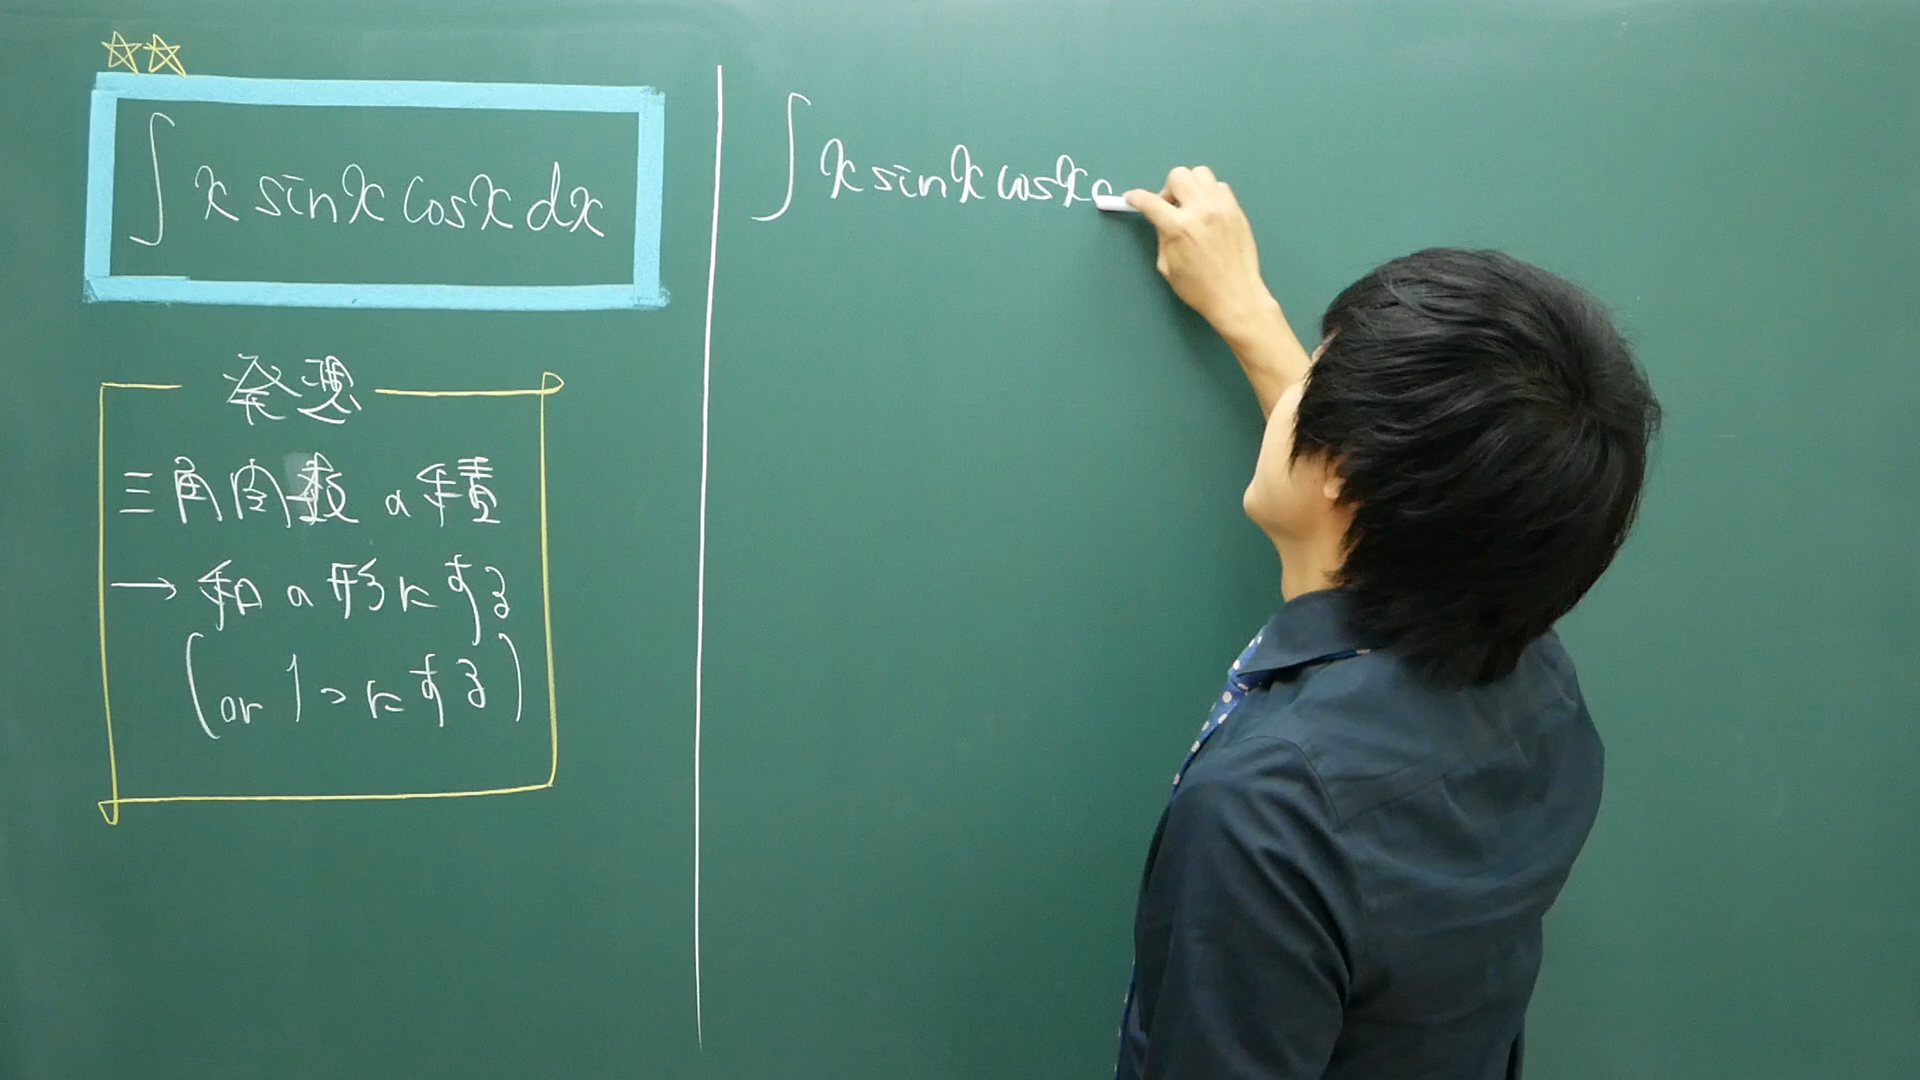 ☆☆
∫ x sinx cosx dx
発想
三角関数の積
→ 和の形にする
(or 1つにする)
∫ x sinx cosx